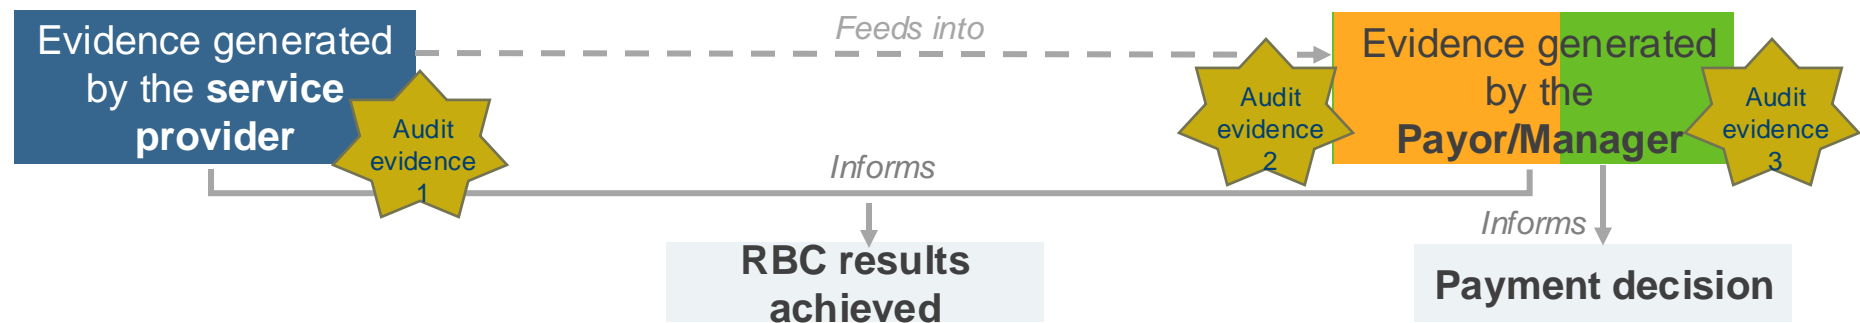 Evidence generated
by the service
provider
Audit
evidence
1
Feeds into
Audit
evidence
2
Evidence generated
by the
Payor/Manager
Audit
evidence
3
Informs
RBC results
achieved
Informs
Payment decision